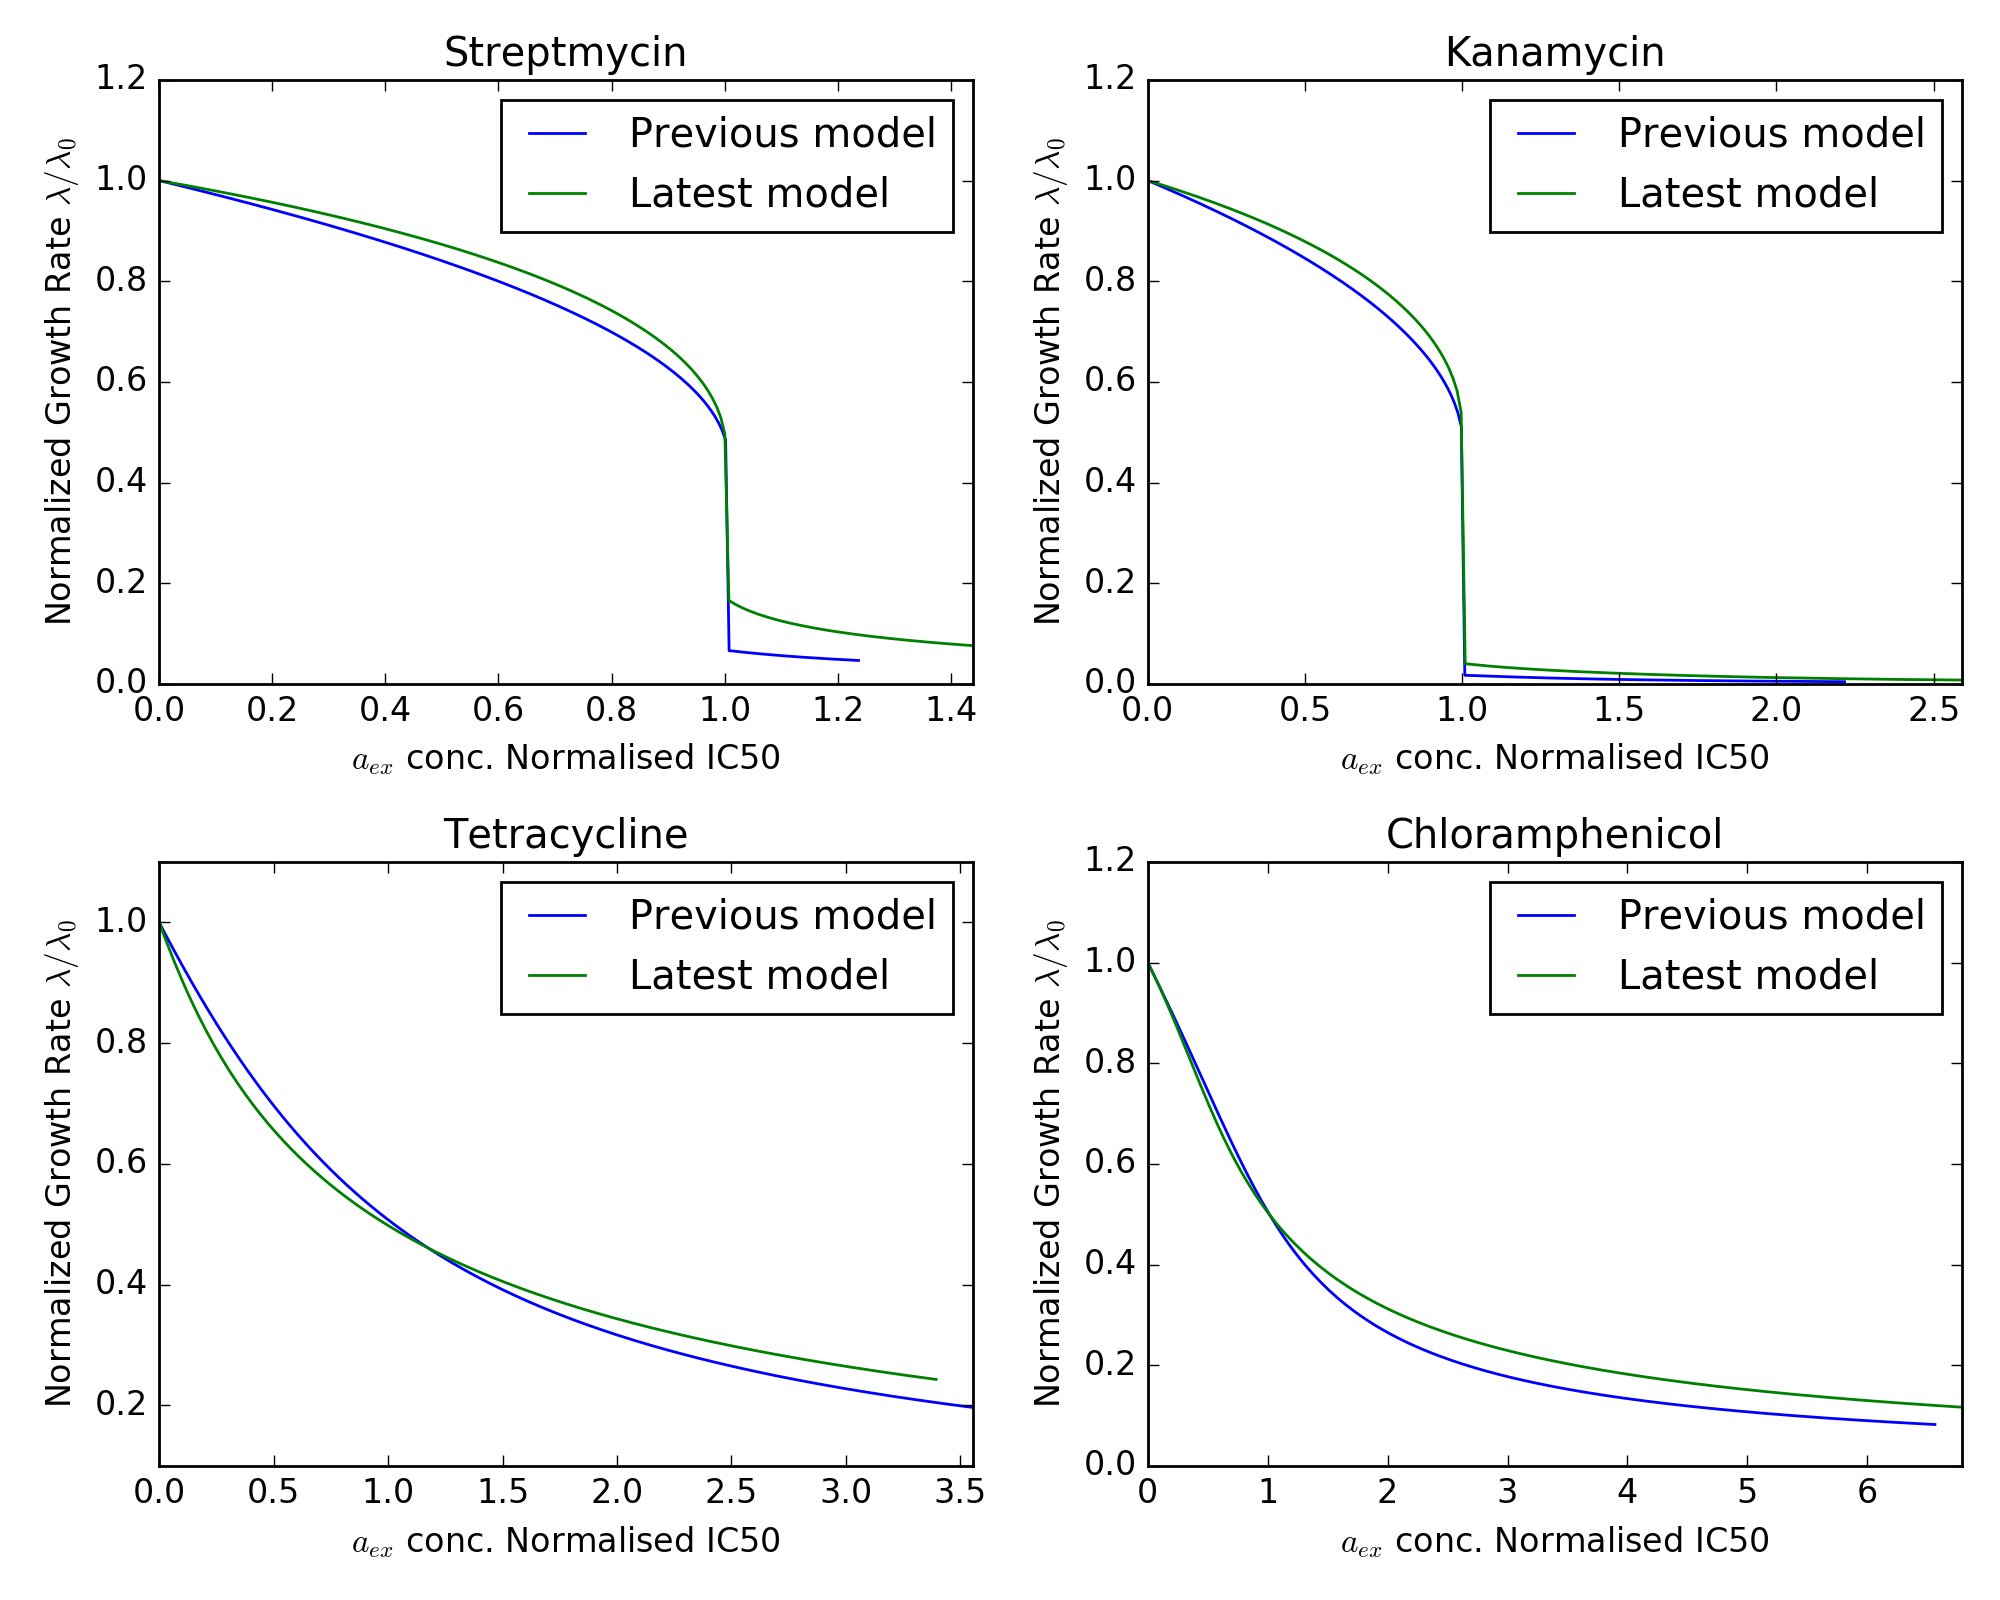 Streptmycin
1.2
1.0
0.8
0.6
0.4
0.2
0.0
Normalized Growth Rate λ/λ₀
Previous model
Latest model
0.0 0.2 0.4 0.6 0.8 1.0 1.2 1.4
a_ex conc. Normalised IC50
Kanamycin
1.2
1.0
0.8
0.6
0.4
0.2
0.0
Normalized Growth Rate λ/λ₀
Previous model
Latest model
0.0 0.5 1.0 1.5 2.0 2.5
a_ex conc. Normalised IC50
Tetracycline
1.0
0.8
0.6
0.4
0.2
Normalized Growth Rate λ/λ₀
Previous model
Latest model
0.0 0.5 1.0 1.5 2.0 2.5 3.0 3.5
a_ex conc. Normalised IC50
Chloramphenicol
1.2
1.0
0.8
0.6
0.4
0.2
0.0
Normalized Growth Rate λ/λ₀
Previous model
Latest model
0 1 2 3 4 5 6
a_ex conc. Normalised IC50